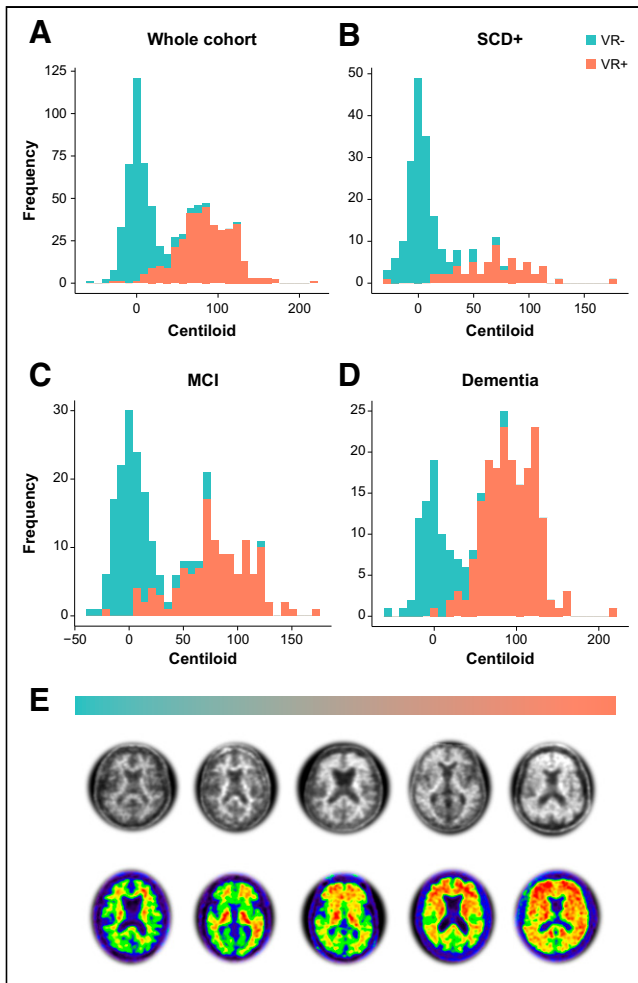 A
Whole cohort
B
SCD+
VR-
VR+
125
100
75
50
25
0
Frequency
0
100
200
Centiloid
50
40
30
20
10
0
0
50
100
150
Centiloid
C
MCI
D
Dementia
30
20
10
0
Frequency
−50
0
50
100
150
Centiloid
25
20
15
10
5
0
0
100
200
Centiloid
E